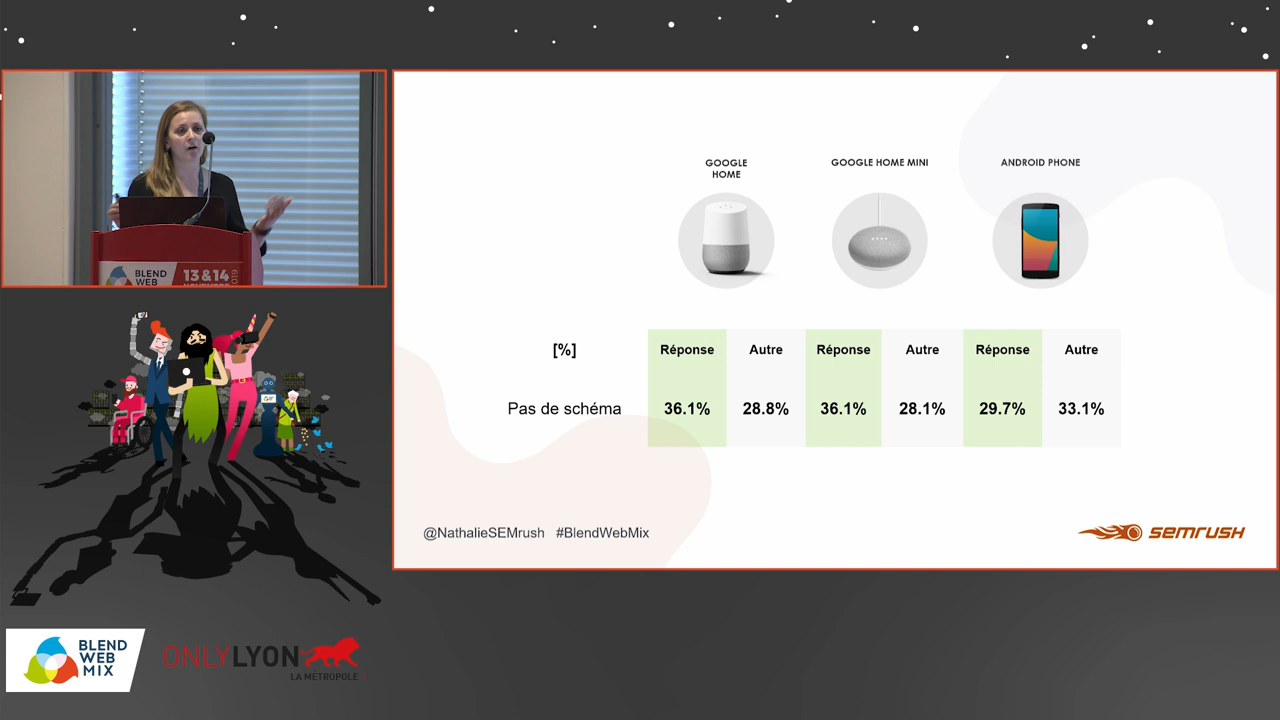 GOOGLE
HOME
GOOGLE HOME MINI
ANDROID PHONE
[%] Réponse Autre Réponse Autre Réponse Autre
Pas de schéma 36.1% 28.8% 36.1% 28.1% 29.7% 33.1%
@NathalieSEMrush #BlendWebMix
SEMRUSH
BLEND
WEB
13 & 14
NOVEMBRE
2019
BLEND
WEB
MIX
ONLYLYON
LA MÉTROPOLE